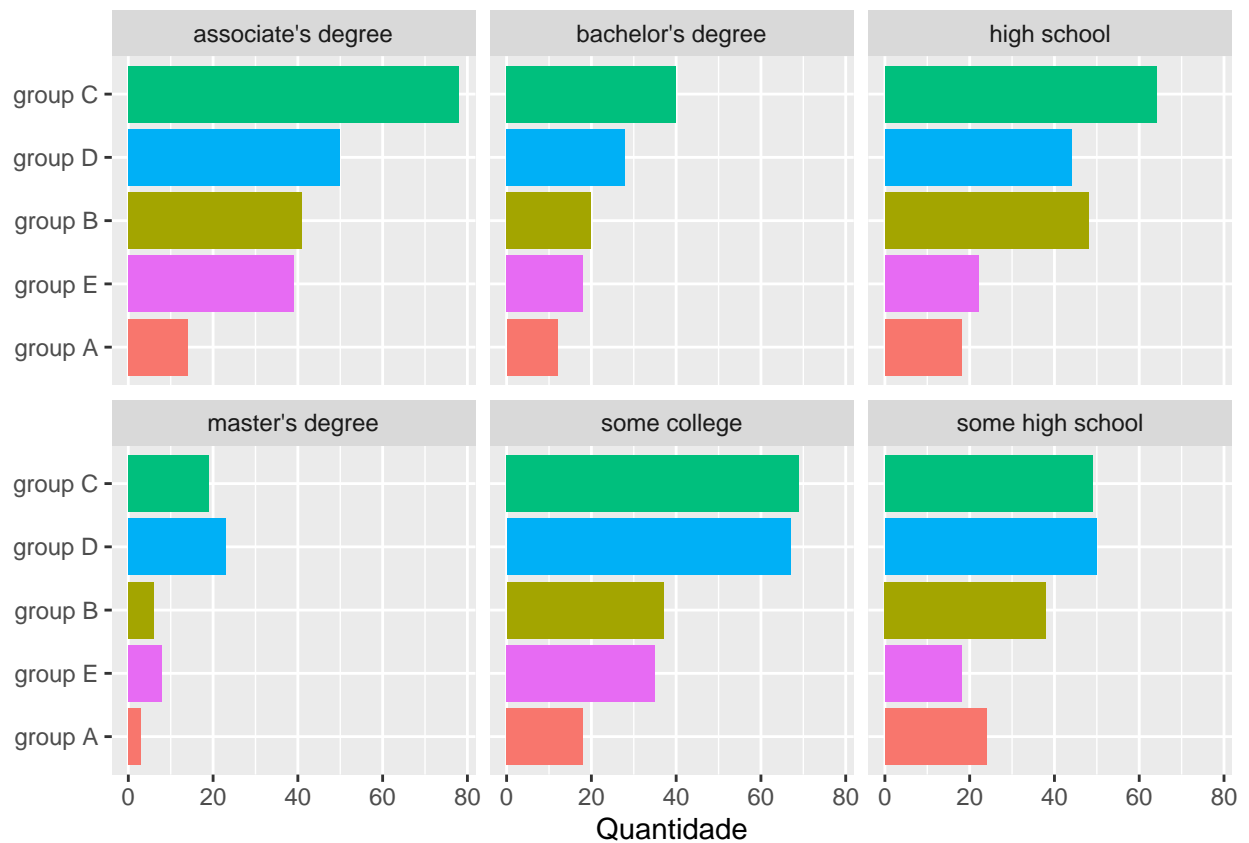 associate's degree
bachelor's degree
high school
group C
group D
group B
group E
group A
master's degree
some college
some high school
group C
group D
group B
group E
group A
0 20 40 60 80 0 20 40 60 80 0 20 40 60 80
Quantidade